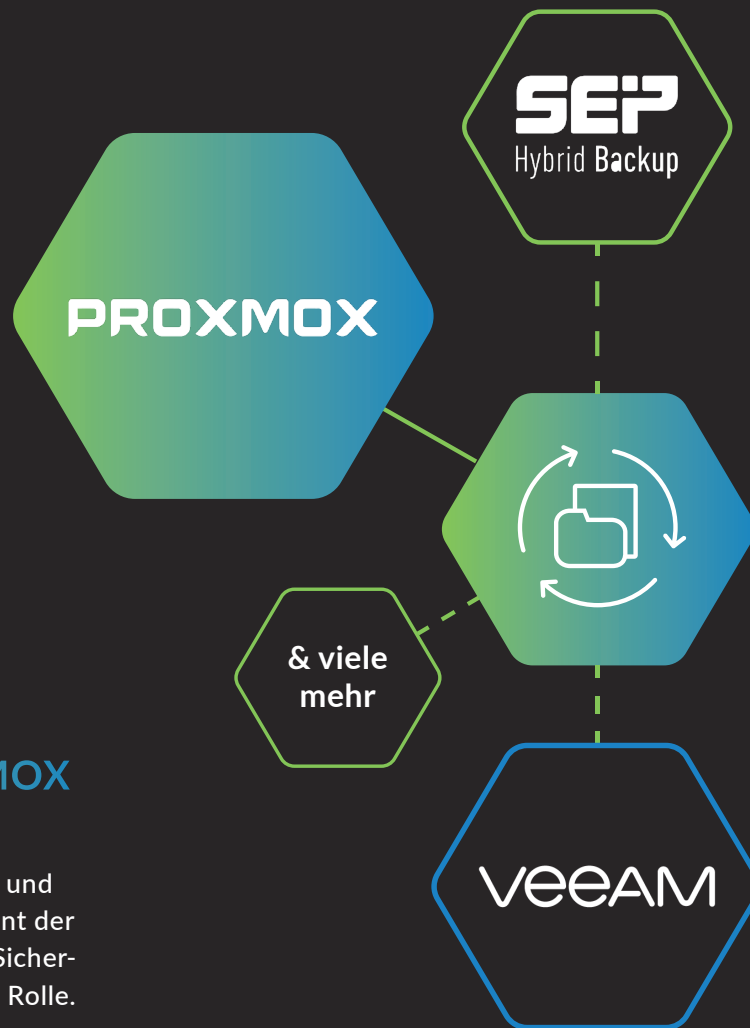 SEP
Hybrid Backup
PROXMOX
& viele
mehr
MOX
und
nt der
Sicher-
Rolle.
veeam